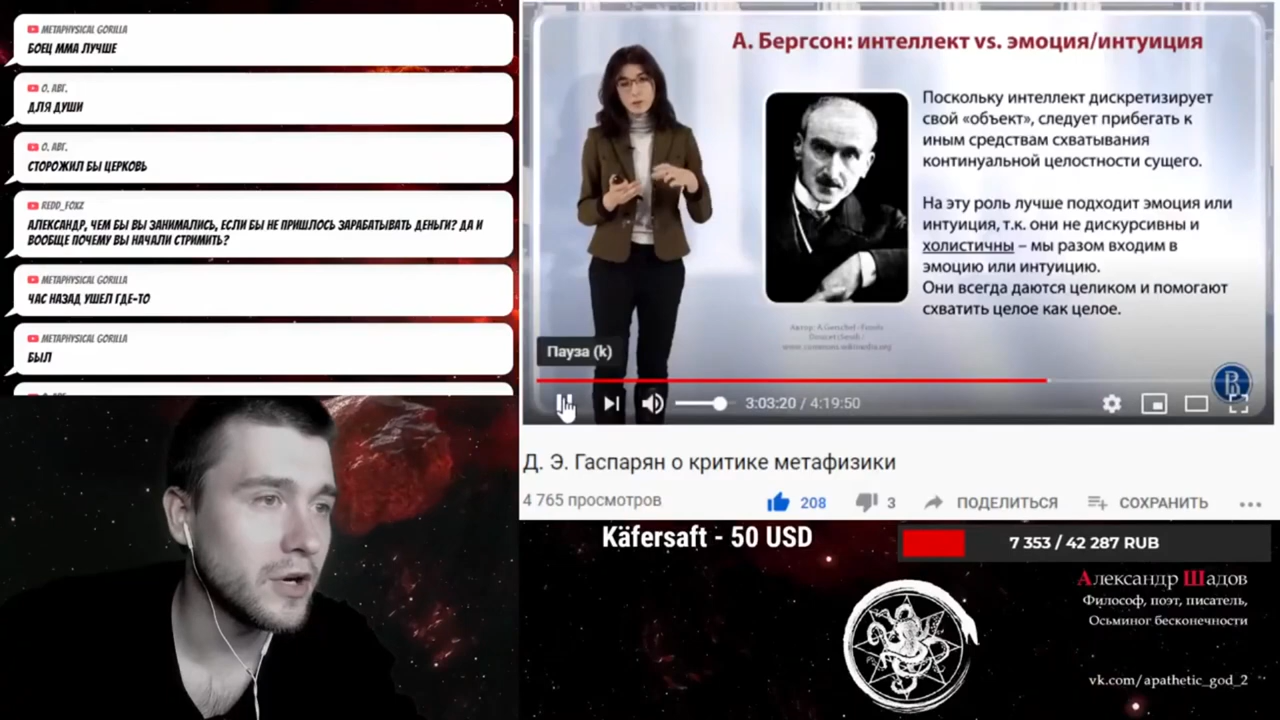 METAPHYSICAL GORILLA
БОЕЦ ММА ЛУЧШЕ
О. АВГ.
ДЛЯ ДУШИ
О. АВГ.
СТОРОЖИЛ БЫ ЦЕРКОВЬ
REDD_FOXZ
АЛЕКСАНДР, ЧЕМ БЫ ВЫ ЗАНИМАЛИСЬ, ЕСЛИ БЫ НЕ ПРИШЛОСЬ ЗАРАБАТЫВАТЬ ДЕНЬГИ? ДА И
ВООБЩЕ ПОЧЕМУ ВЫ НАЧАЛИ СТРИМИТЬ?
METAPHYSICAL GORILLA
ЧАС НАЗАД УШЕЛ ГДЕ-ТО
METAPHYSICAL GORILLA
БЫЛ
А. Бергсон: интеллект vs. эмоция/интуиция
Поскольку интеллект дискретизирует
свой «объект», следует прибегать к
иным средствам схватывания
континуальной целостности сущего.
На эту роль лучше подходит эмоция или
интуиция, т.к. они не дискурсивны и
холистичны – мы разом входим в
эмоцию или интуицию.
Они всегда даются целиком и помогают
схватить целое как целое.
Пауза (k)
3:03:20 / 4:19:50
Д. Э. Гаспарян о критике метафизики
4 765 просмотров
208
3
ПОДЕЛИТЬСЯ
СОХРАНИТЬ
Käfersaft - 50 USD
7 353 / 42 287 RUB
Александр Шадов
Философ, поэт, писатель,
Осьминог бесконечности
vk.com/apathetic_god_2